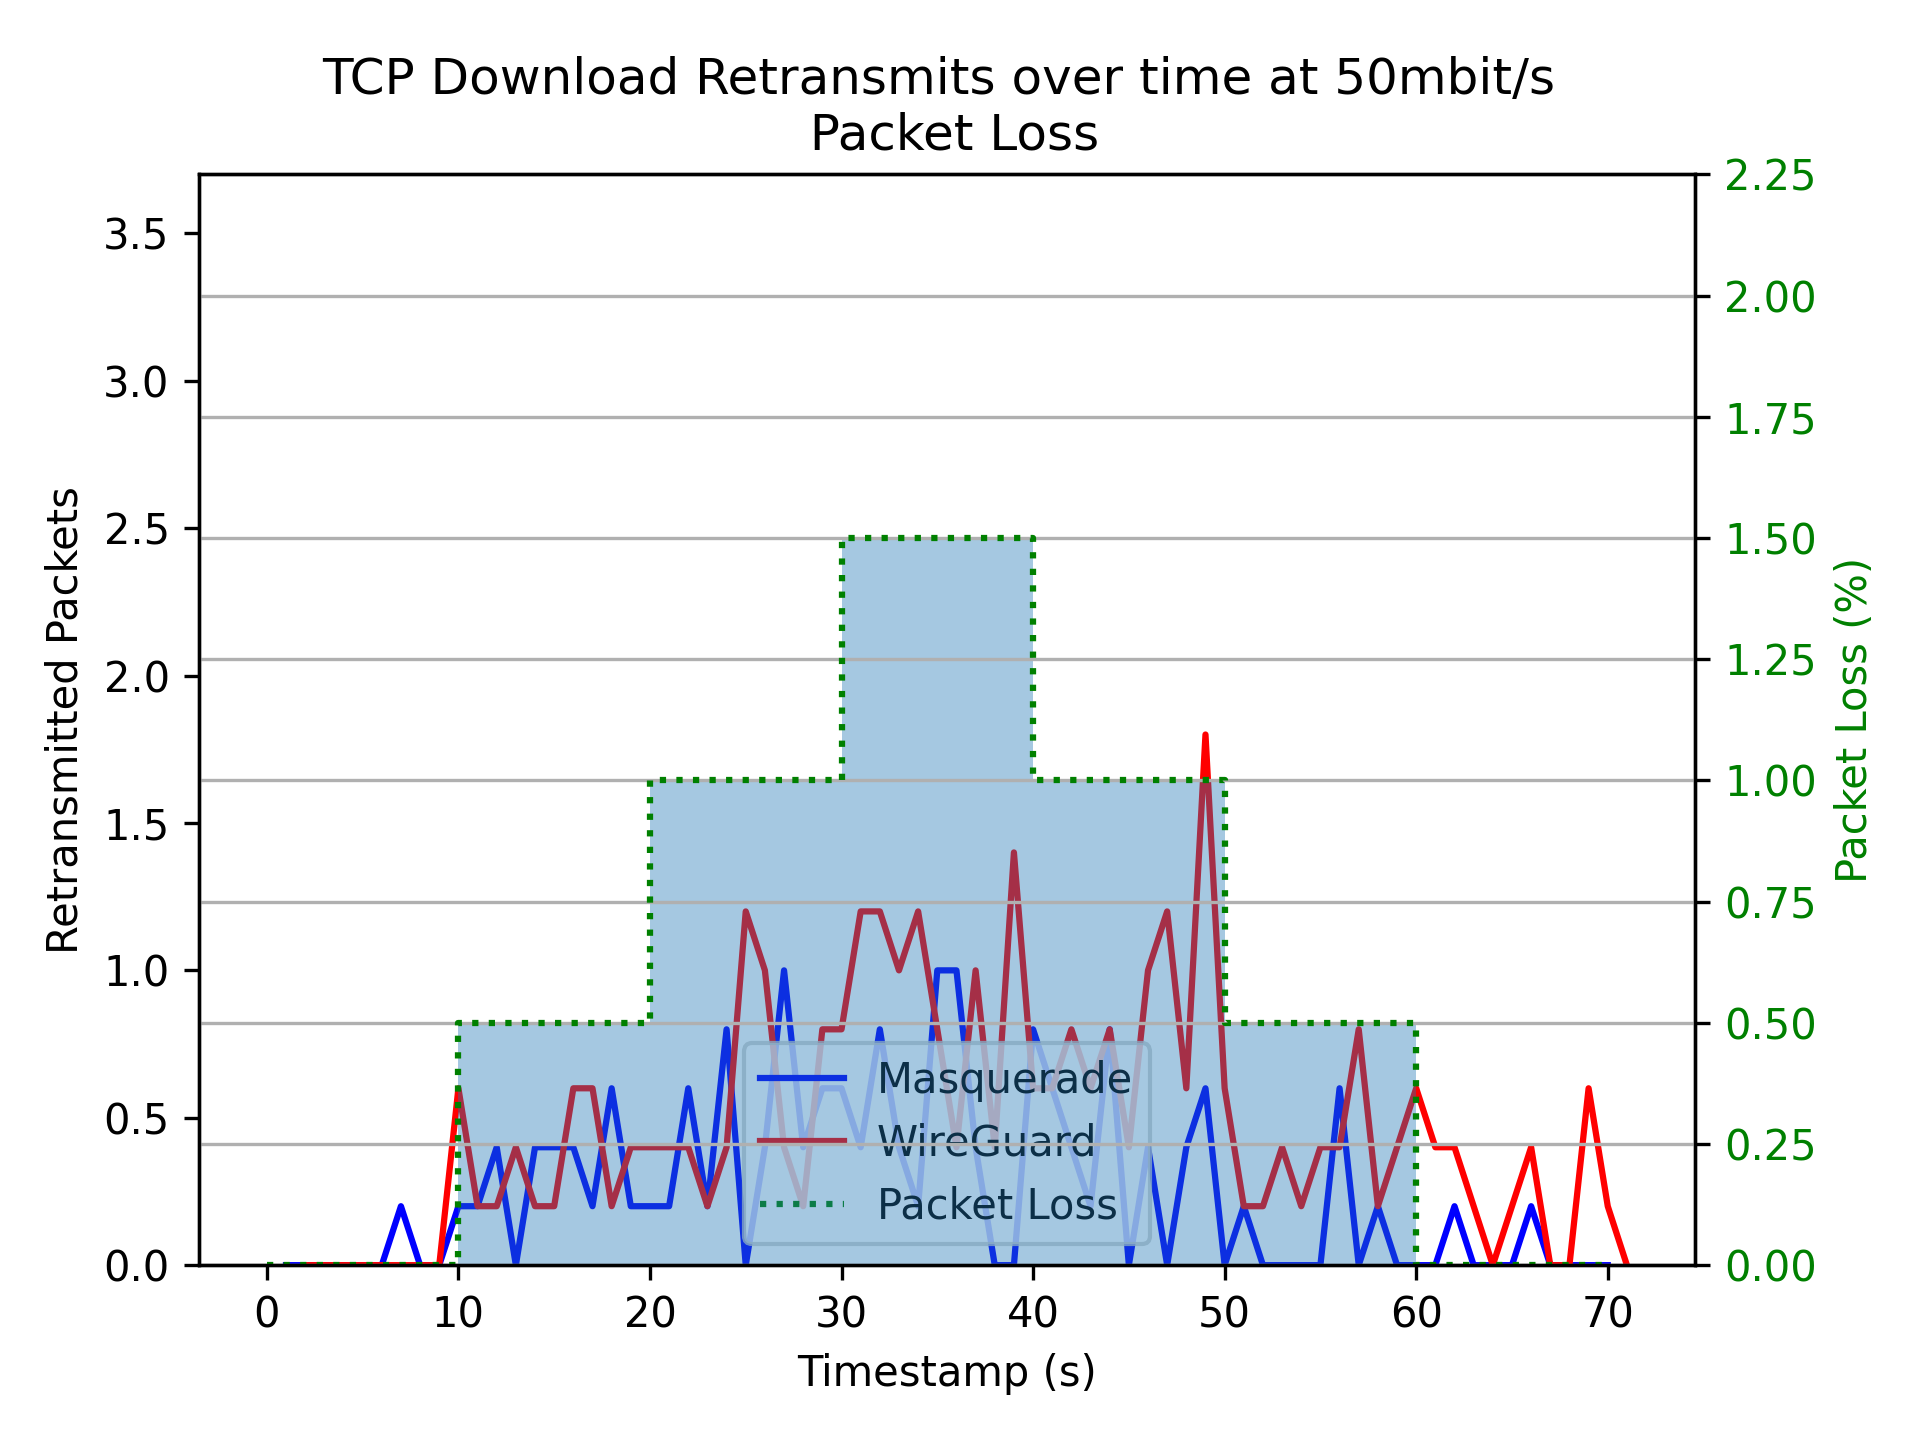 TCP Download Retransmits over time at 50mbit/s
Packet Loss
Retransmitted Packets
3.5
3.0
2.5
2.0
1.5
1.0
0.5
0.0
2.25
2.00
1.75
1.50
1.25
1.00
0.75
0.50
0.25
0.00
Packet Loss (%)
Masquerade
WireGuard
Packet Loss
0 10 20 30 40 50 60 70
Timestamp (s)